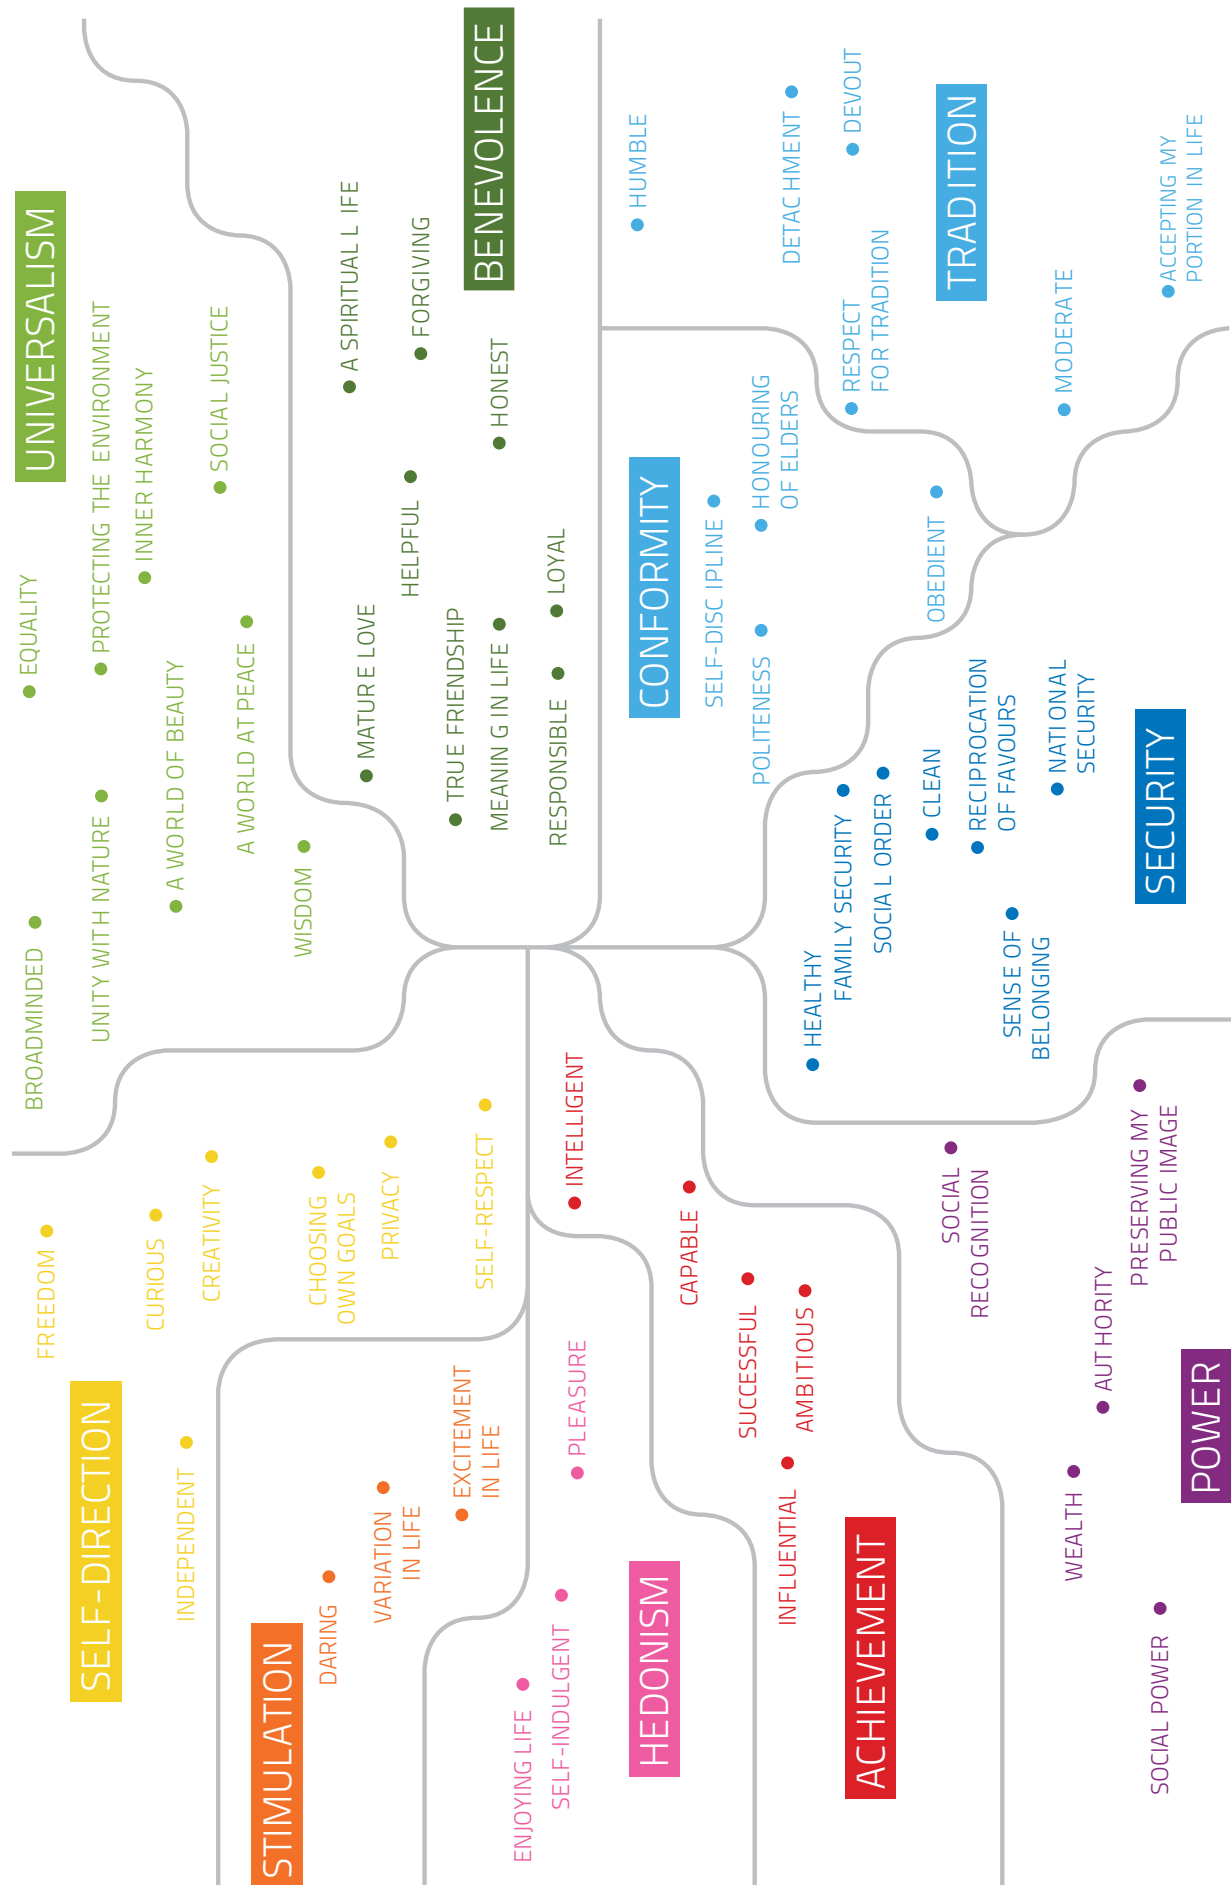 UNIVERSALISM
EQUALITY
PROTECTING THE ENVIRONMENT
INNER HARMONY
SOCIAL JUSTICE
BROADMINDED
UNITY WITH NATURE
A WORLD OF BEAUTY
A WORLD AT PEACE
WISDOM
BENEVOLENCE
A SPIRITUAL L IFE
FORGIVING
HONEST
HELPFUL
MATURE LOVE
TRUE FRIENDSHIP
MEANIN G IN LIFE
LOYAL
RESPONSIBLE
TRADITION
HUMBLE
DETAC HMENT
DEVOUT
RESPECT
FOR TRADITION
MODERATE
ACCEPTING MY
PORTION IN LIFE
CONFORMITY
SELF-DISC IPLINE
HONOURING
OF ELDERS
POLITENESS
OBEDIENT
SECURITY
HEALTHY
FAMILY SECURITY
SOCIA L ORDER
CLEAN
RECIPROCATION
OF FAVOURS
NATIONAL
SECURITY
SENSE OF
BELONGING
SELF-DIRECTION
FREEDOM
CURIOUS
CREATIVITY
CHOOSING
OWN GOALS
PRIVACY
SELF-RESPECT
INDEPENDENT
STIMULATION
DARING
VARIATION
IN LIFE
EXCITEMENT
IN LIFE
HEDONISM
PLEASURE
ENJOYING LIFE
SELF-INDULGENT
ACHIEVEMENT
INTELLIGENT
CAPABLE
SUCCESSFUL
AMBITIOUS
INFLUENTIAL
POWER
SOCIAL
RECOGNITION
PRESERVING MY
PUBLIC IMAGE
AUT HORITY
WEALTH
SOCIAL POWER